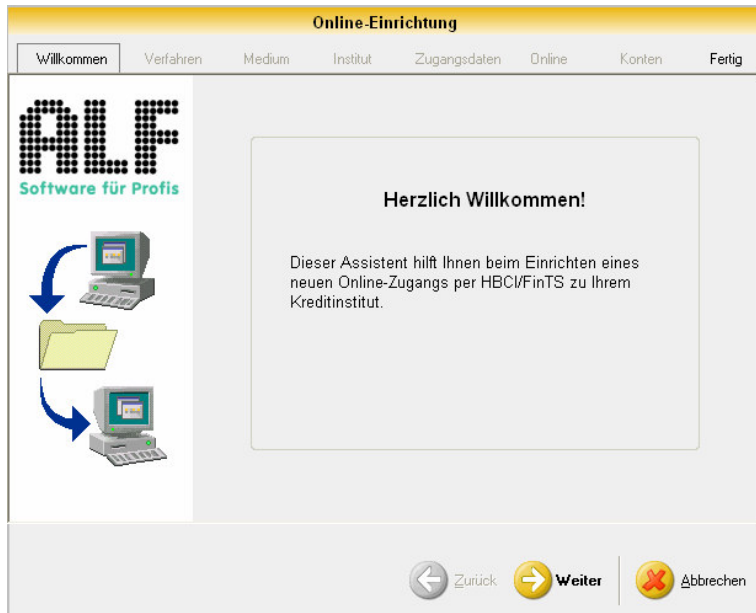 Online-Einrichtung
Willkommen Verfahren Medium Institut Zugangsdaten Online Konten Fertig
ALF
Software für Profis
Herzlich Willkommen!
Dieser Assistent hilft Ihnen beim Einrichten eines
neuen Online-Zugangs per HBCI/FinTS zu Ihrem
Kreditinstitut.
Zurück Weiter Abbrechen